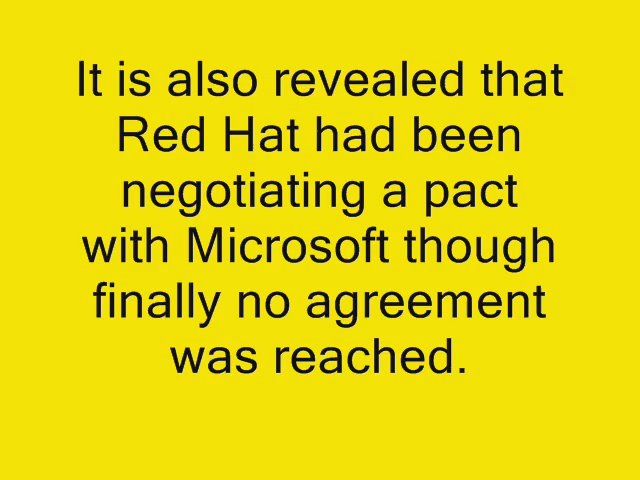 It is also revealed that
Red Hat had been
negotiating a pact
with Microsoft though
finally no agreement
was reached.